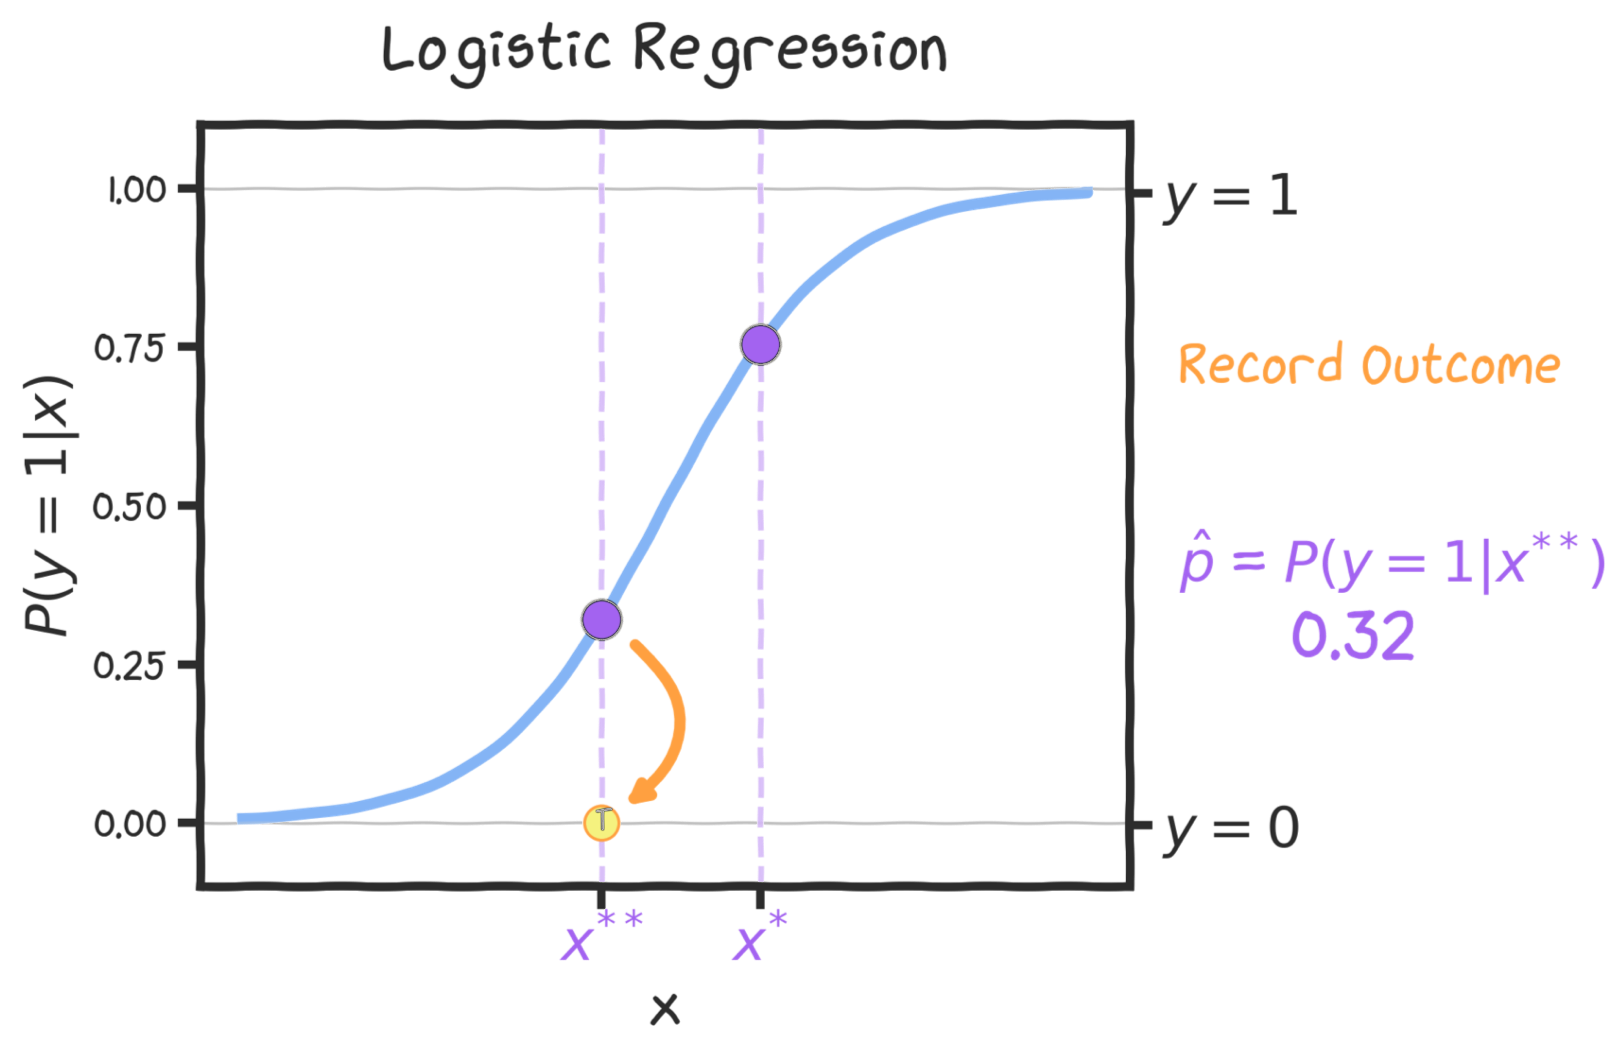 Logistic Regression
1.00
0.75
0.50
0.25
0.00
P(y = 1|x)
y = 1
Record Outcome
p̂ = P(y = 1|x**)
0.32
y = 0
T
x**
x*
x